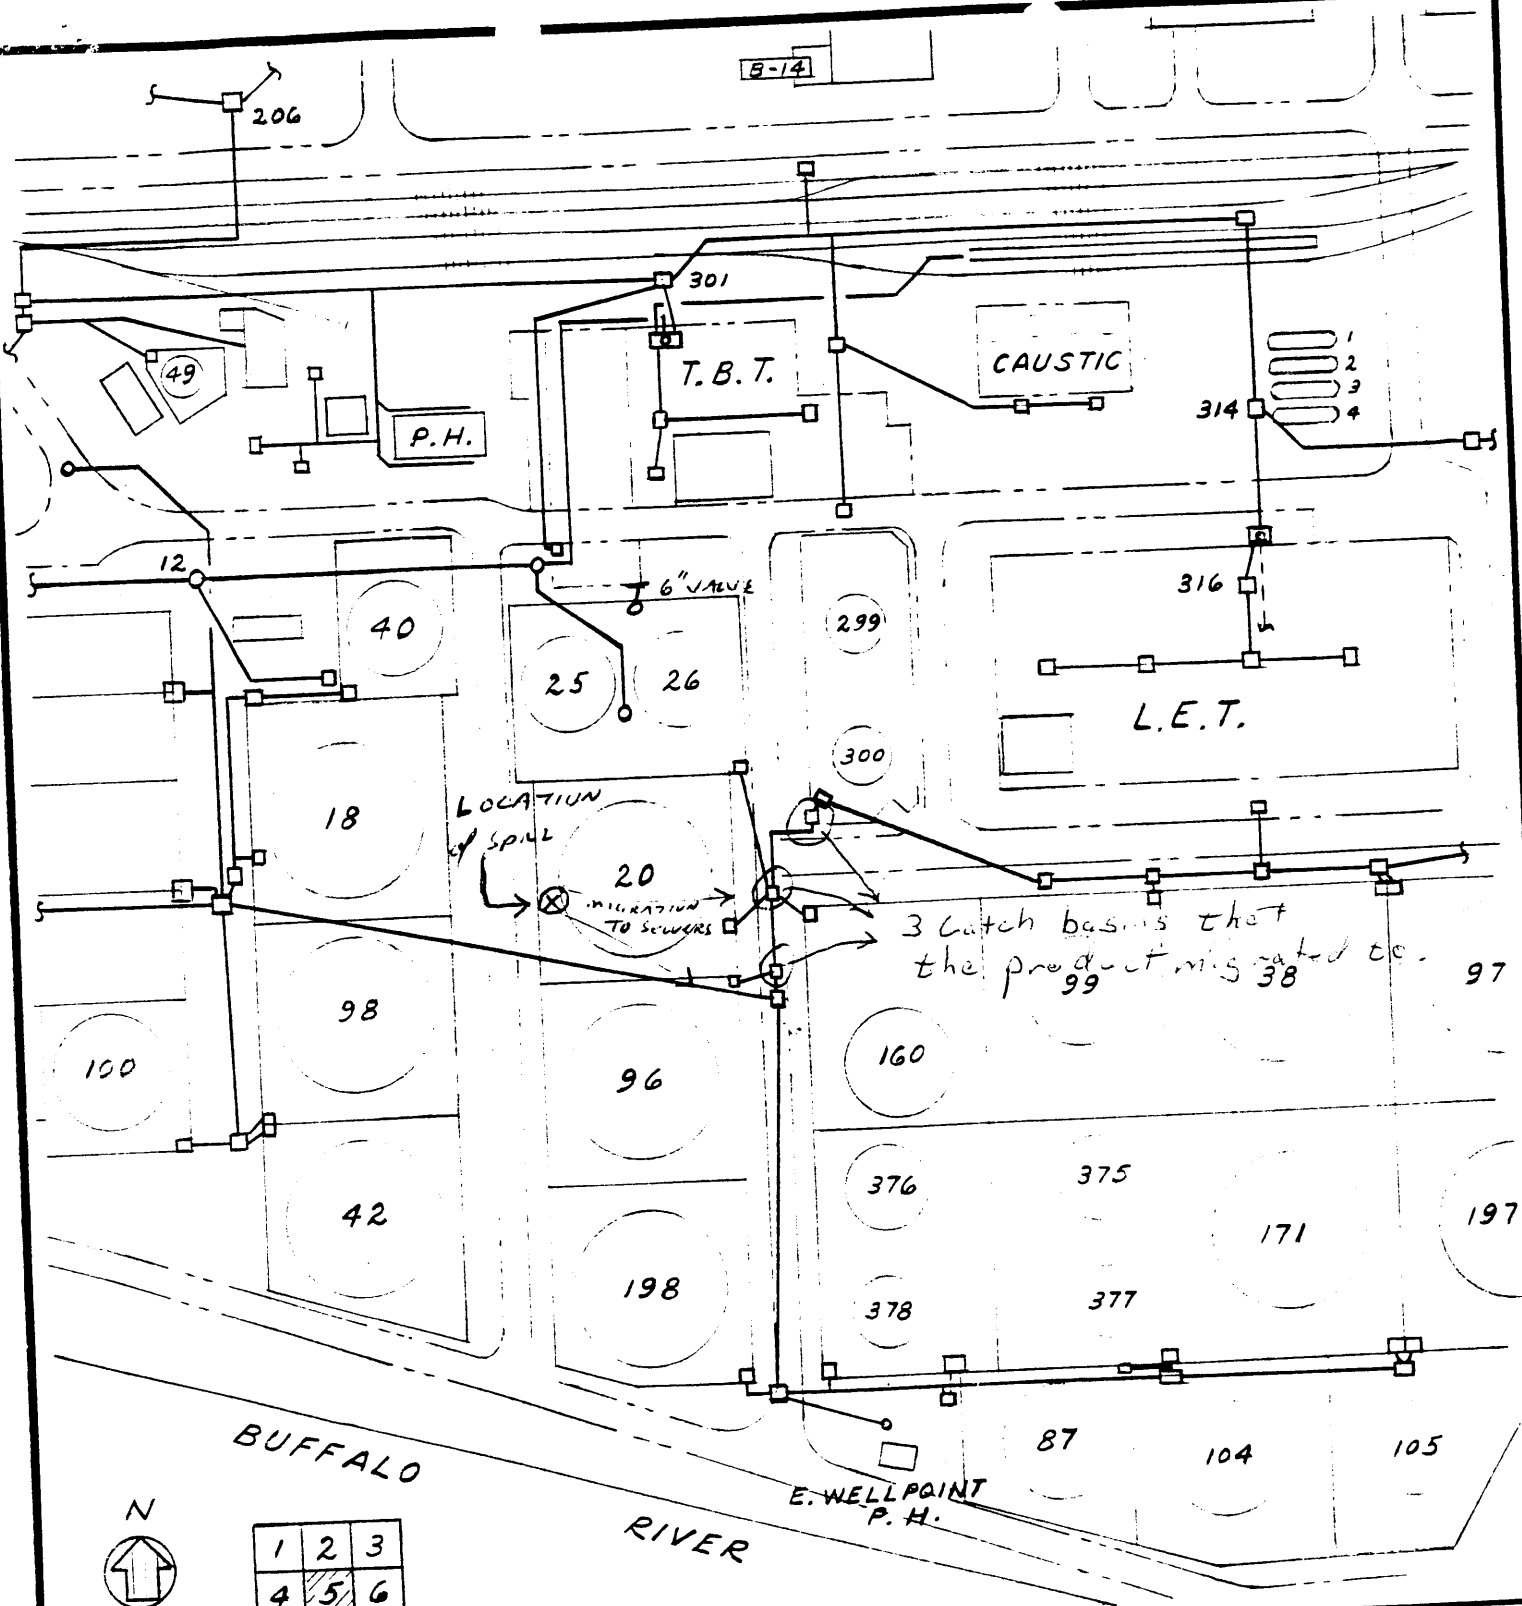 B-14
206
301
49
T.B.T.
CAUSTIC
1
2
3
4
314
P.H.
12
6" VALVE
316
40
299
25
26
L.E.T.
300
LOCATION
of SPILL
18
20
MIGRATION
TO SEWERS
3 Catch basins that
the product migrated to.
99
38
97
98
160
100
96
376
375
42
171
197
198
378
377
87
104
105
BUFFALO
RIVER
E. WELLPOINT
P.H.
N
1 2 3
4 5 6